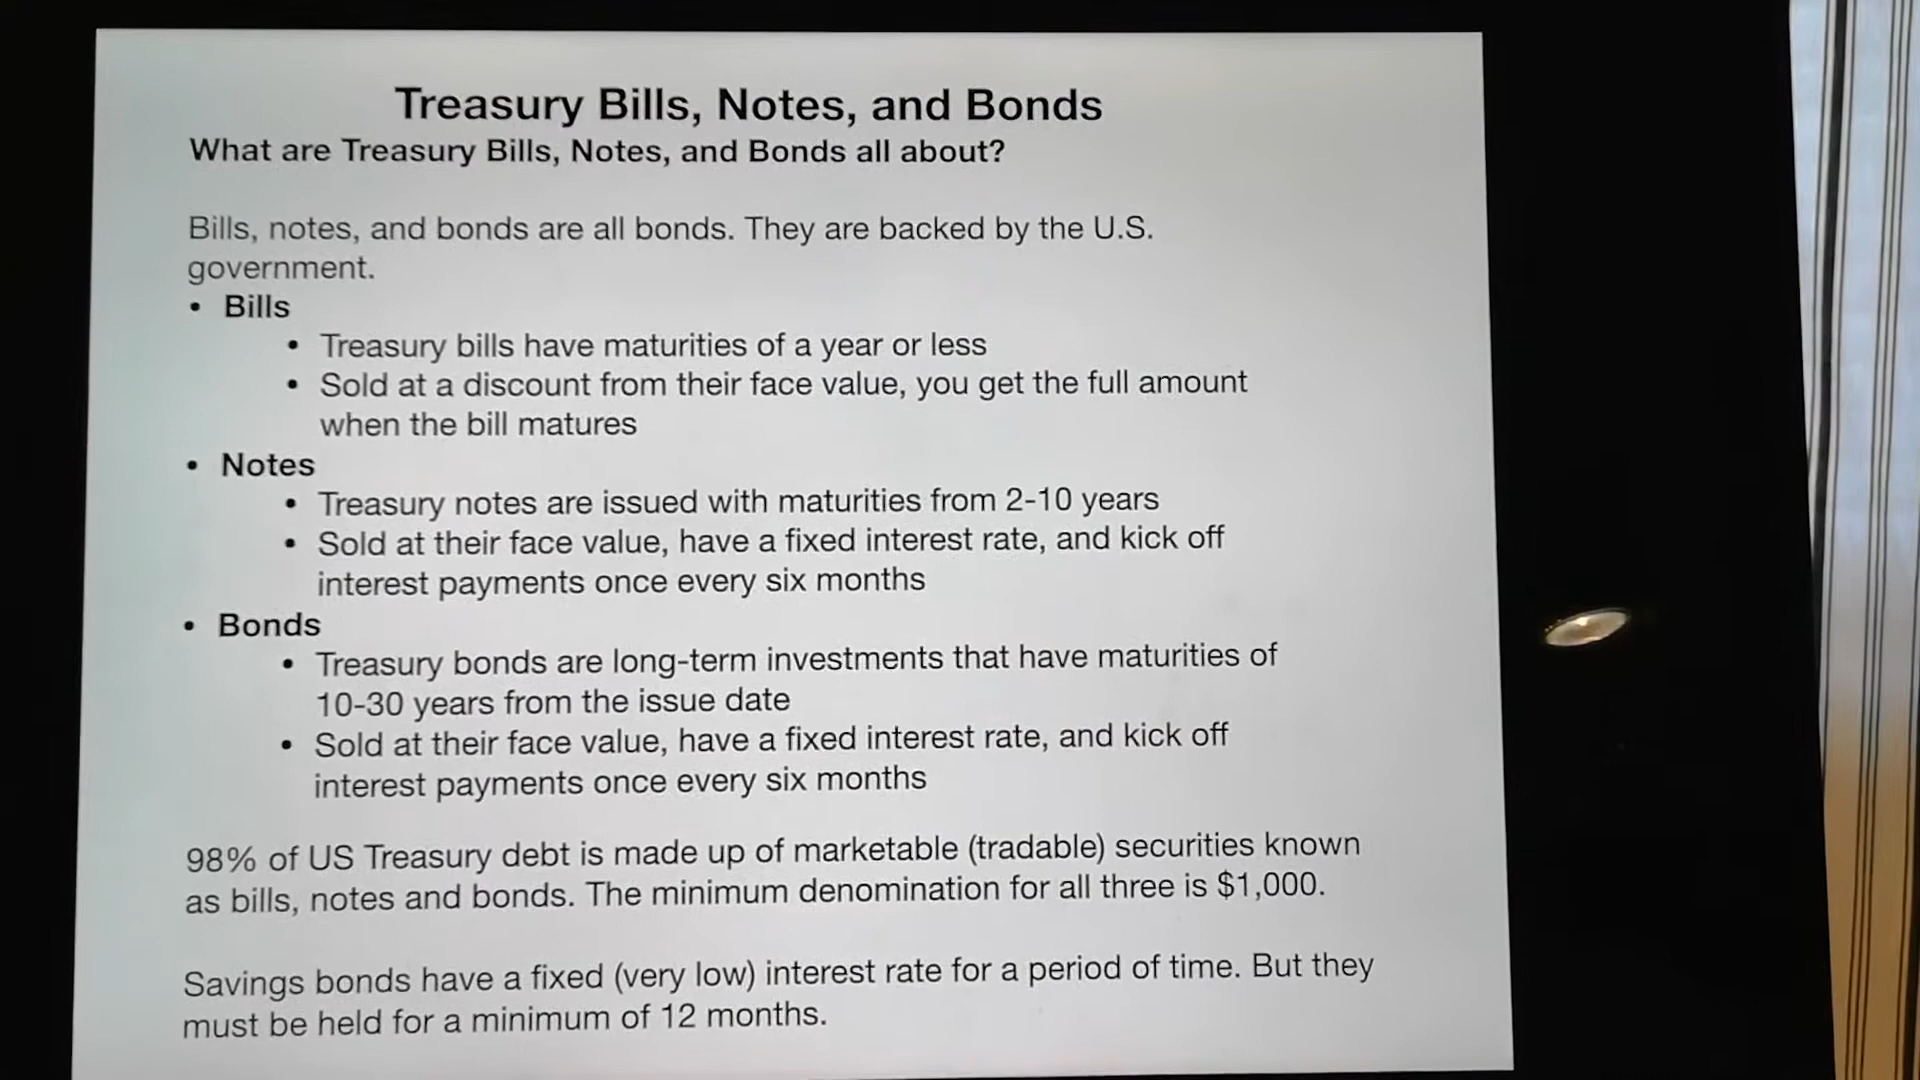 Treasury Bills, Notes, and Bonds
What are Treasury Bills, Notes, and Bonds all about?
Bills, notes, and bonds are all bonds. They are backed by the U.S.
government.
• Bills
• Treasury bills have maturities of a year or less
• Sold at a discount from their face value, you get the full amount
when the bill matures
• Notes
• Treasury notes are issued with maturities from 2-10 years
• Sold at their face value, have a fixed interest rate, and kick off
interest payments once every six months
• Bonds
• Treasury bonds are long-term investments that have maturities of
10-30 years from the issue date
• Sold at their face value, have a fixed interest rate, and kick off
interest payments once every six months
98% of US Treasury debt is made up of marketable (tradable) securities known
as bills, notes and bonds. The minimum denomination for all three is $1,000.
Savings bonds have a fixed (very low) interest rate for a period of time. But they
must be held for a minimum of 12 months.